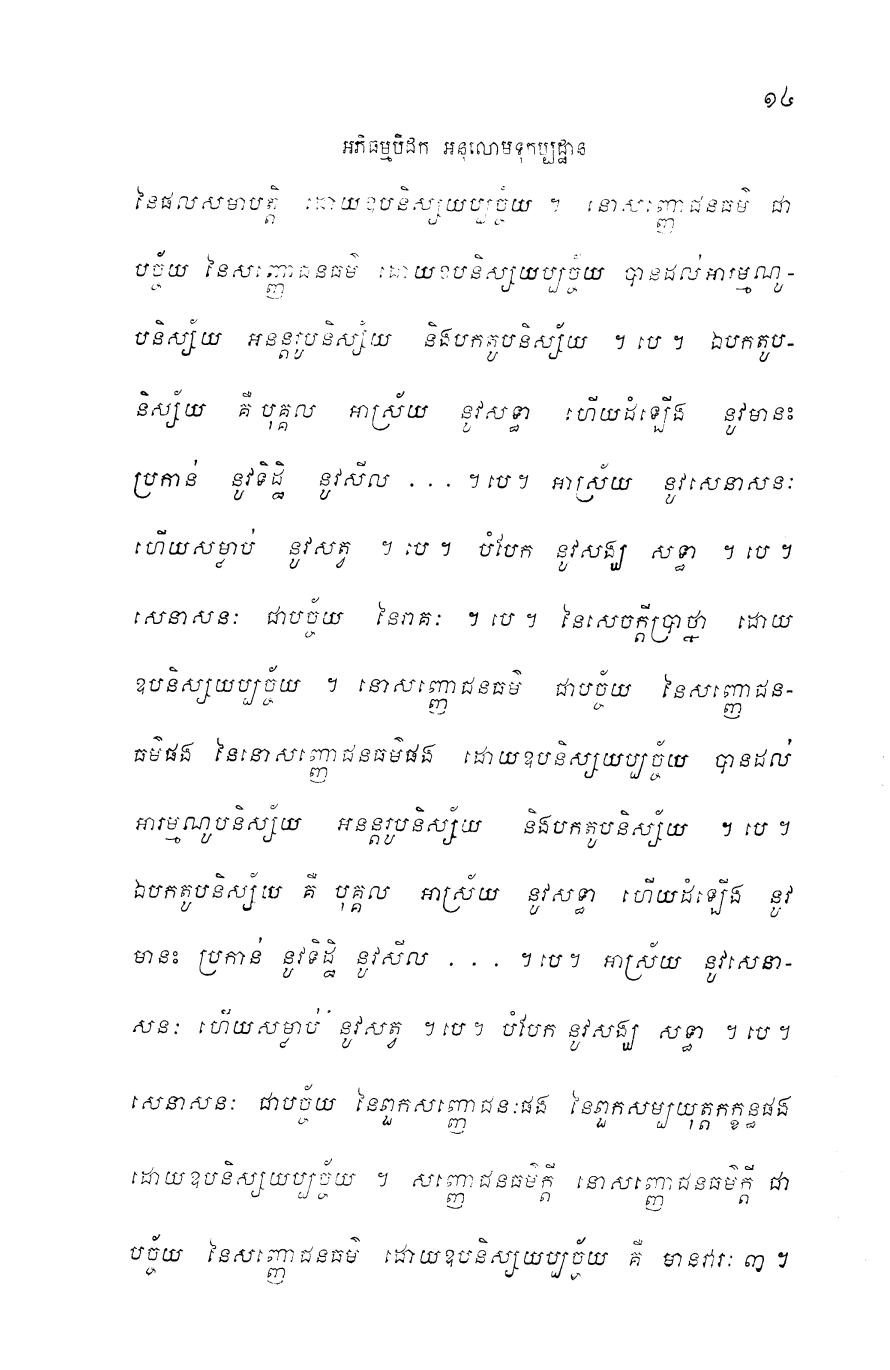 ១៤
អភិធម្មបិដក អនុលោមទុកប្បដ្ឋាន
នៃផលសមាបត្តិ ដោយឧបនិស្សយប្បច្ច័យ ។ នោសញ្ញោជនធម៌ ជា
បច្ច័យ នៃសញ្ញោជនធម៌ ដោយឧបនិស្សយប្បច្ច័យ បានដល់អារម្មណូ-
បនិស្ស័យ អនន្តរូបនិស្ស័យ និងបកតូបនិស្ស័យ ។ បេ ។ ឯបកតូប-
និស្ស័យ គឺ បុគ្គល អាស្រ័យ នូវសទ្ធា ហើយដំឡើង នូវមានះ
ប្រកាន់ នូវទិដ្ឋិ នូវសីល . . . ។ បេ ។ អាស្រ័យ នូវសេនាសនៈ
ហើយសម្លាប់ នូវសត្វ ។ បេ ។ បំបែក នូវសង្ឃ សទ្ធា ។ បេ ។
សេនាសនៈ ជាបច្ច័យ នៃរាគៈ ។ បេ ។ នៃសេចក្តីប្រាថ្នា ដោយ
ឧបនិស្សយប្បច្ច័យ ។ នោសញ្ញោជនធម៌ ជាបច្ច័យ នៃសញ្ញោជន-
ធម៌ផង នៃនោសញ្ញោជនធម៌ផង ដោយឧបនិស្សយប្បច្ច័យ បានដល់
អារម្មណូបនិស្ស័យ អនន្តរូបនិស្ស័យ និងបកតូបនិស្ស័យ ។ បេ ។
ឯបកតូបនិស្ស័យ គឺ បុគ្គល អាស្រ័យ នូវសទ្ធា ហើយដំឡើង នូវ
មានះ ប្រកាន់ នូវទិដ្ឋិ នូវសីល . . . ។ បេ ។ អាស្រ័យ នូវសេនា-
សនៈ ហើយសម្លាប់ នូវសត្វ ។ បេ ។ បំបែក នូវសង្ឃ សទ្ធា ។ បេ ។
សេនាសនៈ ជាបច្ច័យ នៃពួកសញ្ញោជនៈផង នៃពួកសម្បយុត្តកក្ខន្ធផង
ដោយឧបនិស្សយប្បច្ច័យ ។ សញ្ញោជនធម៌ក្តី នោសញ្ញោជនធម៌ក្តី ជា
បច្ច័យ នៃសញ្ញោជនធម៌ ដោយឧបនិស្សយប្បច្ច័យ គឺ មានវារៈ ៣ ។